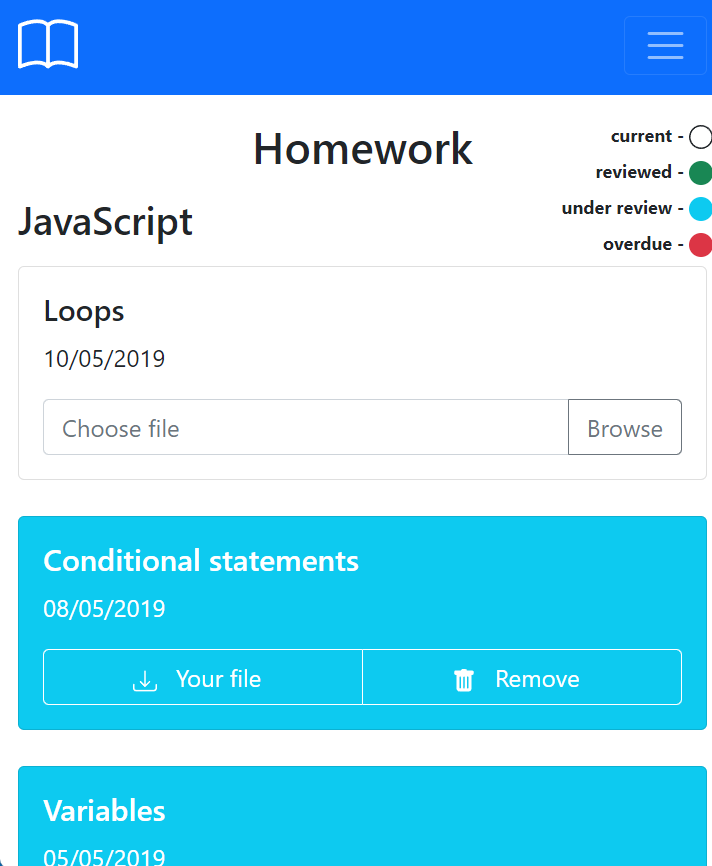 Homework
current -
reviewed -
under review -
overdue -
JavaScript
Loops
10/05/2019
Choose file
Browse
Conditional statements
08/05/2019
Your file
Remove
Variables
05/05/2019